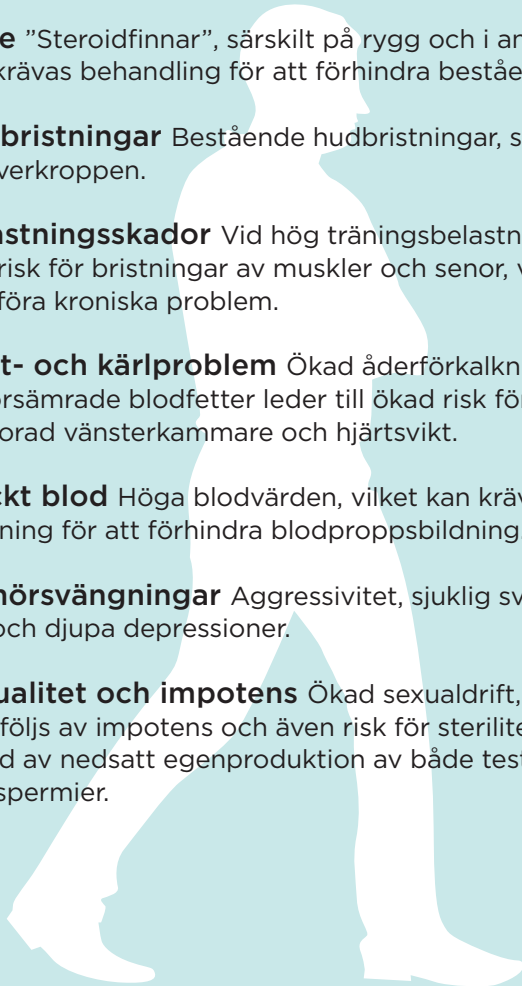 e ”Steroidfinnar”, särskilt på rygg och i an
krävas behandling för att förhindra beståe
bristningar Bestående hudbristningar, s
verkroppen.
astningsskador Vid hög träningsbelastn
risk för bristningar av muskler och senor, v
föra kroniska problem.
t- och kärlproblem Ökad åderförkalkn
örsämrade blodfetter leder till ökad risk för
orad vänsterkammare och hjärtsvikt.
ckt blod Höga blodvärden, vilket kan kräv
ning för att förhindra blodproppsbildning.
mörsvängningar Aggressivitet, sjuklig sv
och djupa depressioner.
ualitet och impotens Ökad sexualdrift,
följs av impotens och även risk för sterilite
d av nedsatt egenproduktion av både test
spermier.